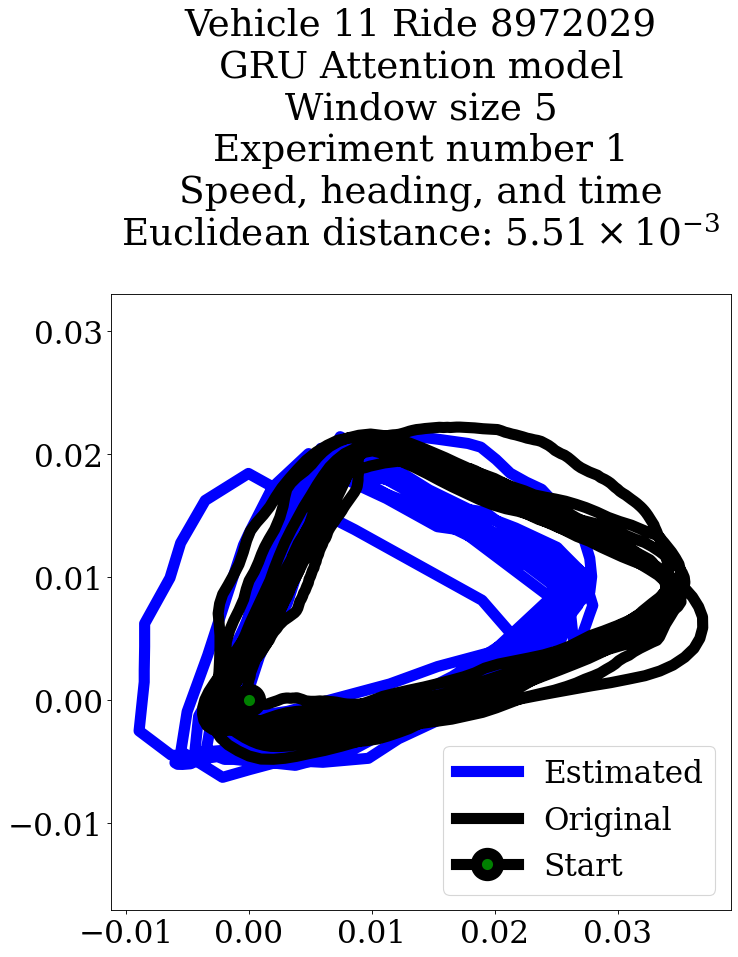 Vehicle 11 Ride 8972029
GRU Attention model
Window size 5
Experiment number 1
Speed, heading, and time
Euclidean distance: 5.51 × 10⁻³
0.03
0.02
0.01
0.00
−0.01
Estimated
Original
Start
−0.01 0.00 0.01 0.02 0.03